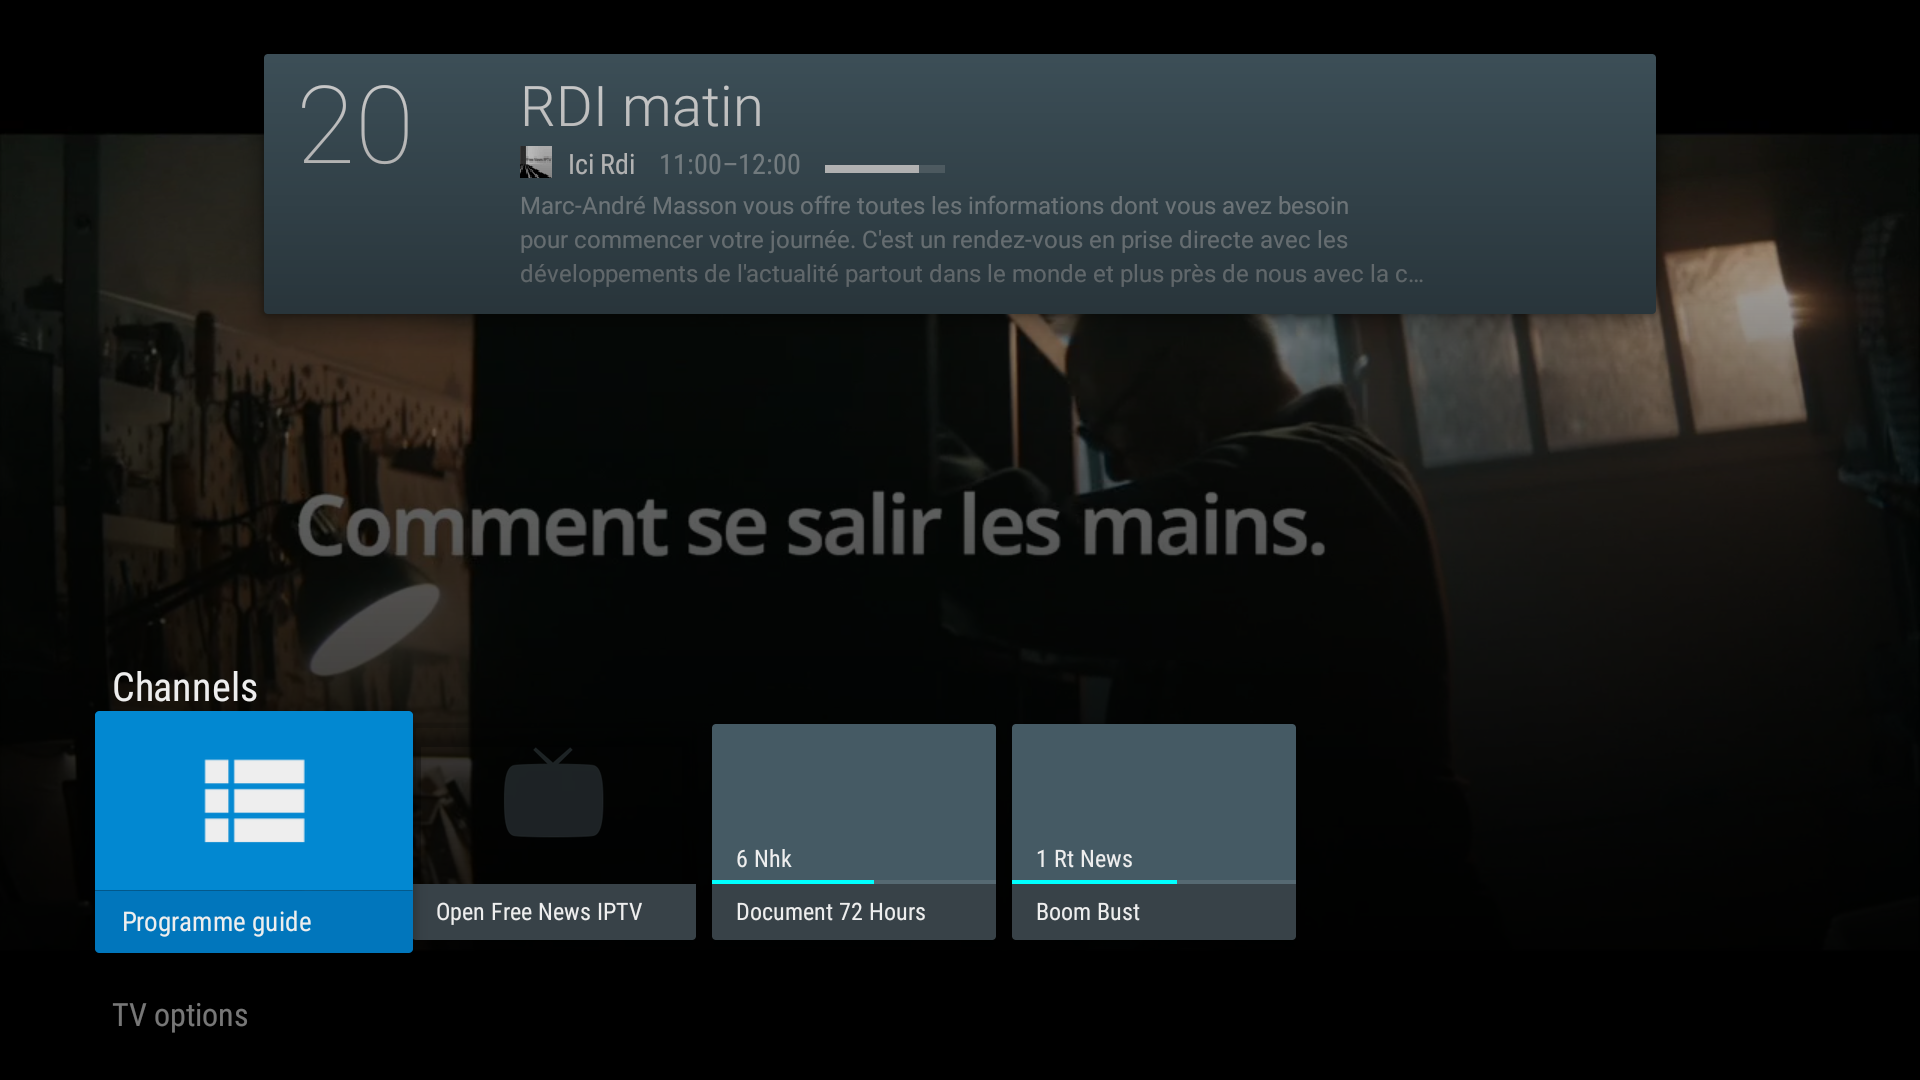 20
RDI matin
Ici Rdi 11:00–12:00
Marc-André Masson vous offre toutes les informations dont vous avez besoin
pour commencer votre journée. C'est un rendez-vous en prise directe avec les
développements de l'actualité partout dans le monde et plus près de nous avec la c…
Comment se salir les mains.
Channels
6 Nhk
1 Rt News
Programme guide
Open Free News IPTV
Document 72 Hours
Boom Bust
TV options